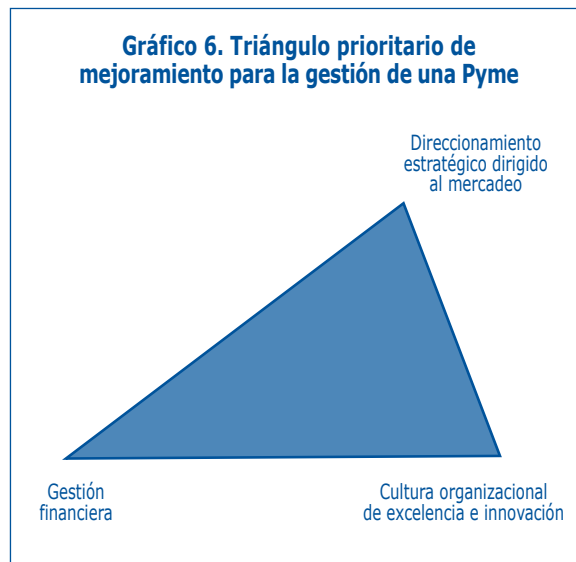 Gráfico 6. Triángulo prioritario de
mejoramiento para la gestión de una Pyme
Direccionamiento
estratégico dirigido
al mercadeo
Gestión
financiera
Cultura organizacional
de excelencia e innovación